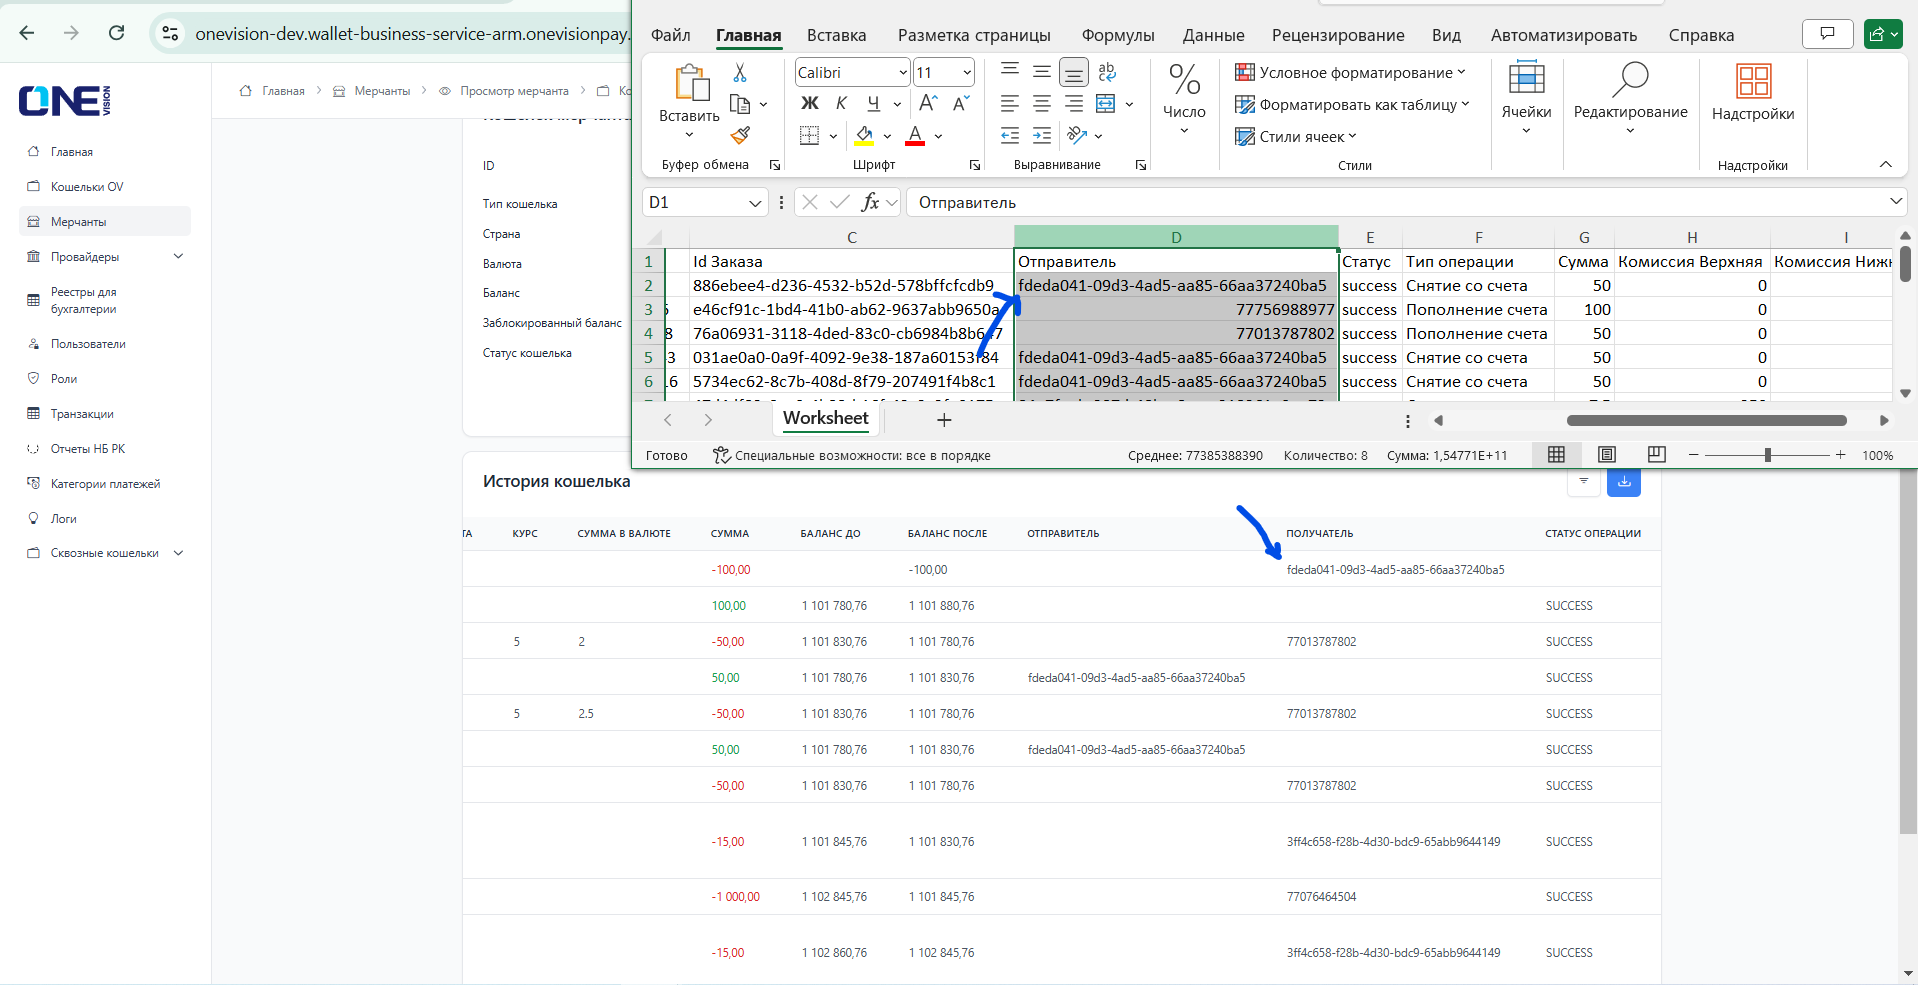 onevision-dev.wallet-business-service-arm.onevisionpay.
ONE VISION
Главная
Кошельки OV
Мерчанты
Провайдеры
Реестры для
бухгалтерии
Пользователи
Роли
Транзакции
Отчеты НБ РК
Категории платежей
Логи
Сквозные кошельки
Главная
Мерчанты
Просмотр мерчанта
Ко
ID
Тип кошелька
Страна
Валюта
Баланс
Заблокированный баланс
Статус кошелька
Файл Главная Вставка Разметка страницы Формулы Данные Рецензирование Вид Автоматизировать Справка
Вставить
Буфер обмена
Calibri 11
Ж К Ч
Шрифт
Выравнивание
Число
Условное форматирование
Форматировать как таблицу
Стили ячеек
Стили
Ячейки
Редактирование
Надстройки
Надстройки
D1 fx Отправитель
C D E F G H I
1 Id Заказа Отправитель Статус Тип операции Сумма Комиссия Верхняя Комиссия Нижн
2 886ebee4-d236-4532-b52d-578bffcfcdb9 fdeda041-09d3-4ad5-aa85-66aa37240ba5 success Снятие со счета 50 0
3 e46cf91c-1bd4-41b0-ab62-9637abb9650a 77756988977 success Пополнение счета 100 0
4 8 76a06931-3118-4ded-83c0-cb6984b8b647 77013787802 success Пополнение счета 50 0
5 3 031ae0a0-0a9f-4092-9e38-187a60153f84 fdeda041-09d3-4ad5-aa85-66aa37240ba5 success Снятие со счета 50 0
6 16 5734ec62-8c7b-408d-8f79-207491f4b8c1 fdeda041-09d3-4ad5-aa85-66aa37240ba5 success Снятие со счета 50 0
Worksheet
Готово Специальные возможности: все в порядке Среднее: 77385388390 Количество: 8 Сумма: 1,54771E+11 100%
История кошелька
ТА КУРС СУММА В ВАЛЮТЕ СУММА БАЛАНС ДО БАЛАНС ПОСЛЕ ОТПРАВИТЕЛЬ ПОЛУЧАТЕЛЬ СТАТУС ОПЕРАЦИИ
-100,00 -100,00 fdeda041-09d3-4ad5-aa85-66aa37240ba5
100,00 1 101 780,76 1 101 880,76 SUCCESS
5 2 -50,00 1 101 830,76 1 101 780,76 77013787802 SUCCESS
50,00 1 101 780,76 1 101 830,76 fdeda041-09d3-4ad5-aa85-66aa37240ba5 SUCCESS
5 2.5 -50,00 1 101 830,76 1 101 780,76 77013787802 SUCCESS
50,00 1 101 780,76 1 101 830,76 fdeda041-09d3-4ad5-aa85-66aa37240ba5 SUCCESS
-50,00 1 101 830,76 1 101 780,76 77013787802 SUCCESS
-15,00 1 101 845,76 1 101 830,76 3ff4c658-f28b-4d30-bdc9-65abb9644149 SUCCESS
-1 000,00 1 102 845,76 1 101 845,76 77076464504 SUCCESS
-15,00 1 102 860,76 1 102 845,76 3ff4c658-f28b-4d30-bdc9-65abb9644149 SUCCESS